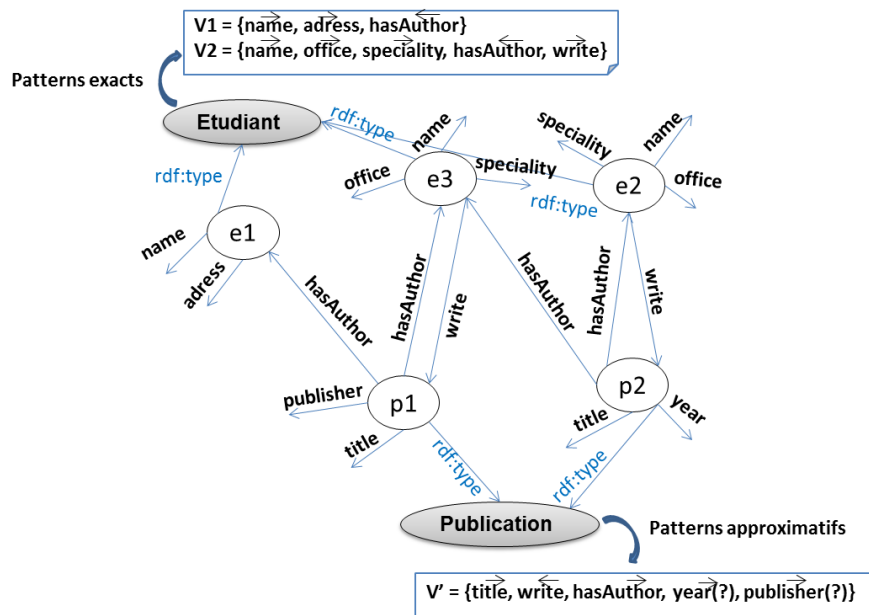 V1 = {name, adress, hasAuthor}
V2 = {name, office, speciality, hasAuthor, write}
Patterns exacts
Etudiant
rdf:type
name
speciality
name
office
speciality
office
e3
e2
rdf:type
rdf:type
e1
name
adress
hasAuthor
hasAuthor
write
hasAuthor
hasAuthor
write
publisher
p1
p2
title
title
year
rdf:type
rdf:type
Publication
Patterns approximatifs
V' = {title, write, hasAuthor, year(?), publisher(?)}